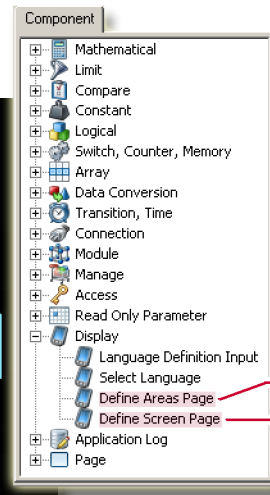 Component
Mathematical
Limit
Compare
Constant
Logical
Switch, Counter, Memory
Array
Data Conversion
Transition, Time
Connection
Module
Manage
Access
Read Only Parameter
Display
Language Definition Input
Select Language
Define Areas Page
Define Screen Page
Application Log
Page